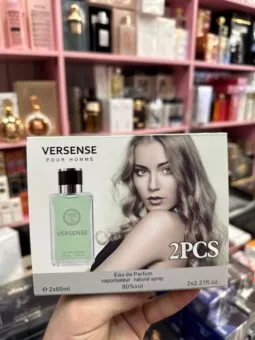 VERSENSE
POUR HOMME
VERSENSE
2PCS
Eau de Parfum
vaporisateur · natural spray
80%vol
℮ 2x65ml
2x2.21fl.oz.